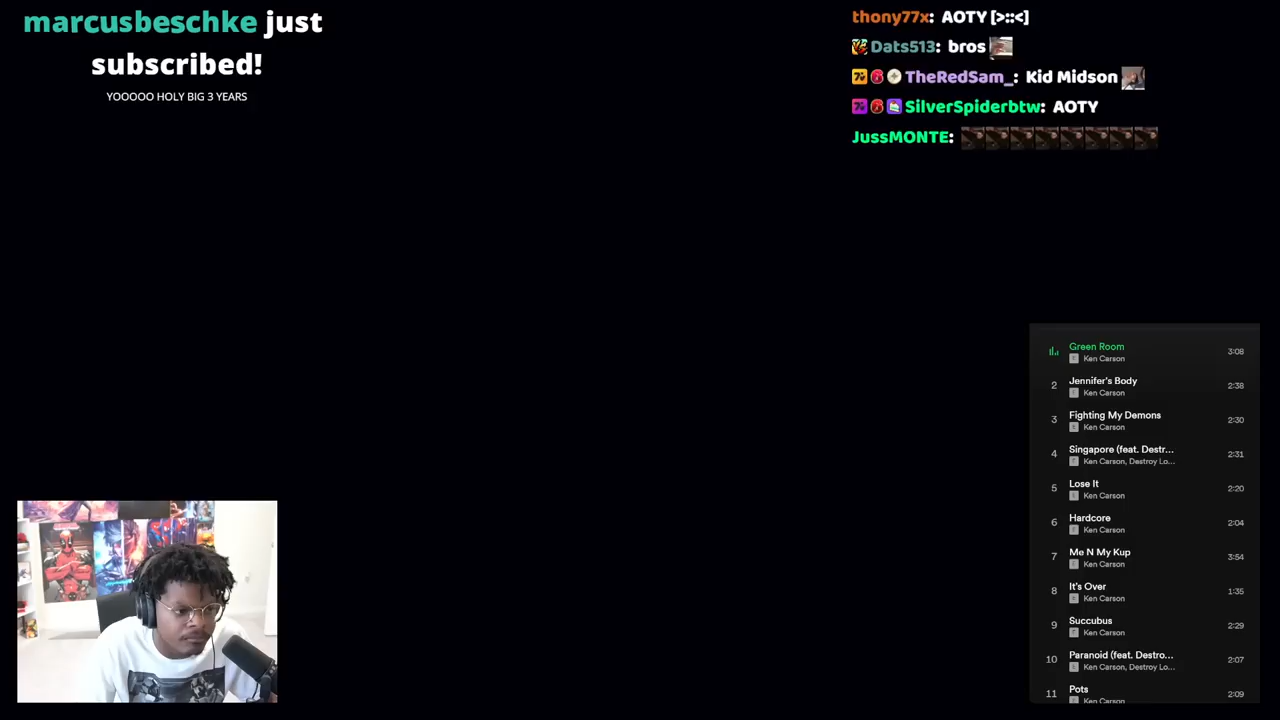 marcusbeschke just
subscribed!
YOOOOO HOLY BIG 3 YEARS
thony77x: AOTY [>::<]
Dats513: bros
TheRedSam_: Kid Midson
SilverSpiderbtw: AOTY
JussMONTE:
Green Room
E Ken Carson
3:08
2 Jennifer's Body
E Ken Carson
2:38
3 Fighting My Demons
E Ken Carson
2:30
4 Singapore (feat. Destr...
E Ken Carson, Destroy Lo...
2:31
5 Lose It
E Ken Carson
2:20
6 Hardcore
E Ken Carson
2:04
7 Me N My Kup
E Ken Carson
3:54
8 It's Over
E Ken Carson
1:35
9 Succubus
E Ken Carson
2:29
10 Paranoid (feat. Destro...
E Ken Carson, Destroy Lo...
2:07
11 Pots
Ken Carson
2:09